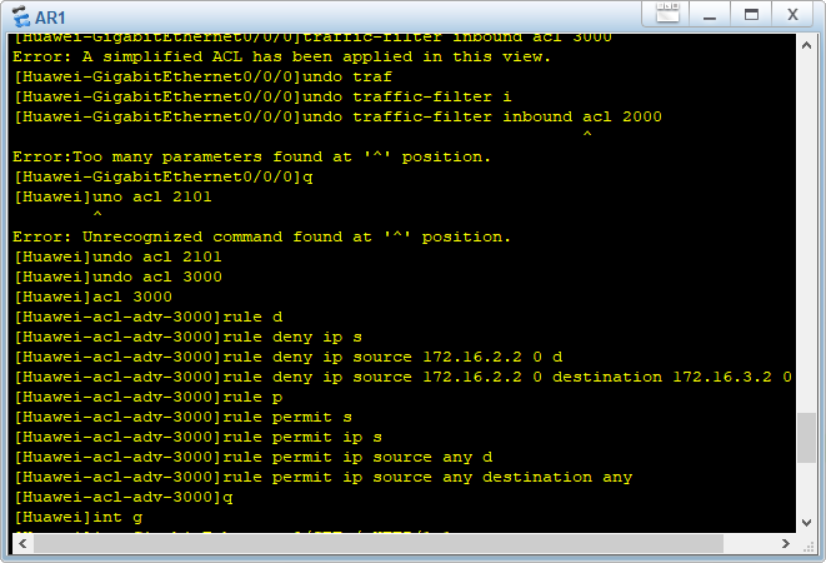 AR1
[Huawei-GigabitEthernet0/0/0]traffic-filter inbound acl 3000
Error: A simplified ACL has been applied in this view.
[Huawei-GigabitEthernet0/0/0]undo traf
[Huawei-GigabitEthernet0/0/0]undo traffic-filter i
[Huawei-GigabitEthernet0/0/0]undo traffic-filter inbound acl 2000
^
Error:Too many parameters found at '^' position.
[Huawei-GigabitEthernet0/0/0]q
[Huawei]uno acl 2101
^
Error: Unrecognized command found at '^' position.
[Huawei]undo acl 2101
[Huawei]undo acl 3000
[Huawei]acl 3000
[Huawei-acl-adv-3000]rule d
[Huawei-acl-adv-3000]rule deny ip s
[Huawei-acl-adv-3000]rule deny ip source 172.16.2.2 0 d
[Huawei-acl-adv-3000]rule deny ip source 172.16.2.2 0 destination 172.16.3.2 0
[Huawei-acl-adv-3000]rule p
[Huawei-acl-adv-3000]rule permit s
[Huawei-acl-adv-3000]rule permit ip s
[Huawei-acl-adv-3000]rule permit ip source any d
[Huawei-acl-adv-3000]rule permit ip source any destination any
[Huawei-acl-adv-3000]q
[Huawei]int g